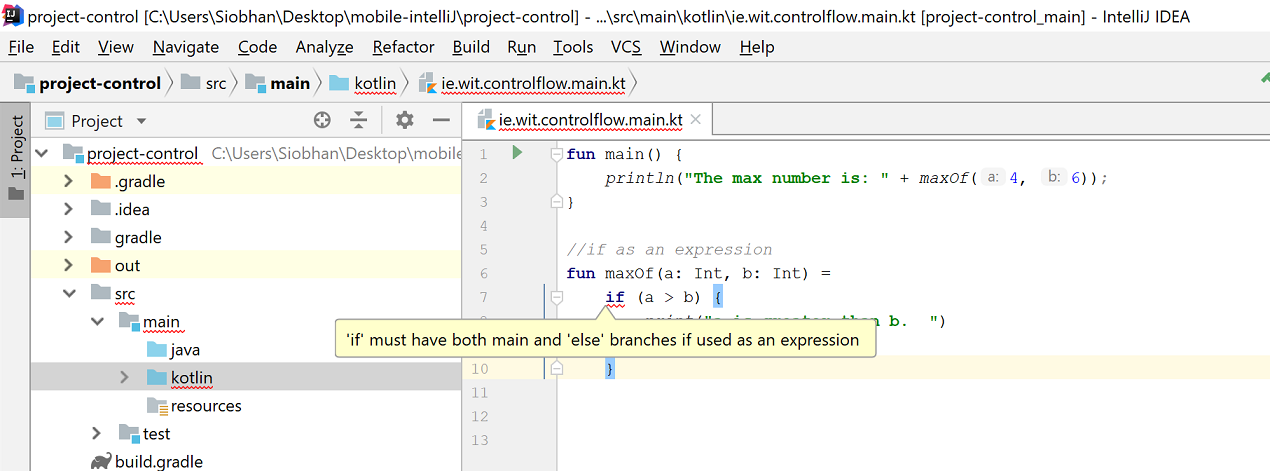 project-control [C:\Users\Siobhan\Desktop\mobile-intelliJ\project-control] - ...\src\main\kotlin\ie.wit.controlflow.main.kt [project-control_main] - IntelliJ IDEA
File Edit View Navigate Code Analyze Refactor Build Run Tools VCS Window Help
project-control src main kotlin ie.wit.controlflow.main.kt
1: Project
Project
ie.wit.controlflow.main.kt
project-control C:\Users\Siobhan\Desktop\mobile
.gradle
.idea
gradle
out
src
main
java
kotlin
resources
test
build.gradle
1 fun main() {
2 println("The max number is: " + maxOf( a: 4, b: 6));
3 }
4
5 //if as an expression
6 fun maxOf(a: Int, b: Int) =
7 if (a > b) {
than b. ")
'if' must have both main and 'else' branches if used as an expression
10 }
11
12
13